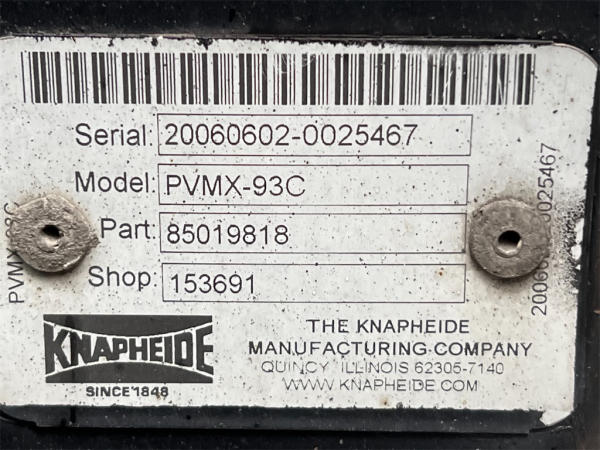 Serial: 20060602-0025467
Model: PVMX-93C
Part: 85019818
Shop: 153691
KNAPHEIDE
SINCE 1848
THE KNAPHEIDE
MANUFACTURING COMPANY
QUINCY, ILLINOIS 62305-7140
WWW.KNAPHEIDE.COM